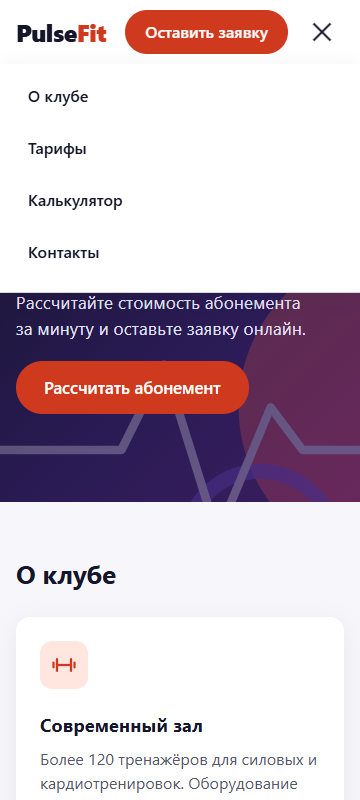 PulseFit
Оставить заявку
О клубе
Тарифы
Калькулятор
Контакты
Рассчитайте стоимость абонемента
за минуту и оставьте заявку онлайн.
Рассчитать абонемент
О клубе
Современный зал
Более 120 тренажёров для силовых и
кардиотренировок. Оборудование